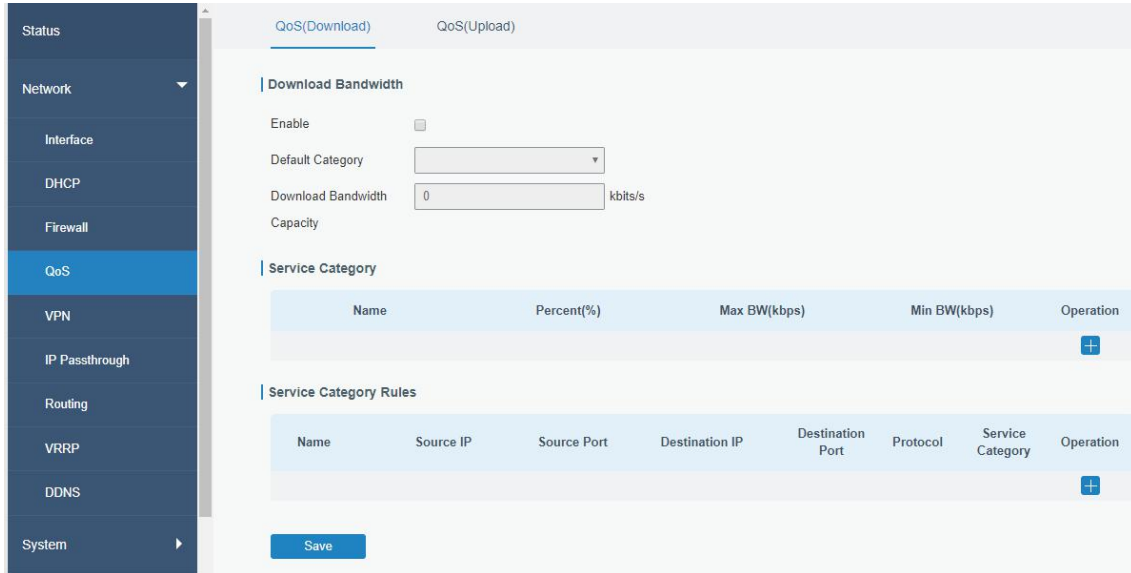 Status
Network
Interface
DHCP
Firewall
QoS
VPN
IP Passthrough
Routing
VRRP
DDNS
System
QoS(Download) QoS(Upload)
Download Bandwidth
Enable
Default Category
Download Bandwidth Capacity 0 kbits/s
Service Category
Name Percent(%) Max BW(kbps) Min BW(kbps) Operation
Service Category Rules
Name Source IP Source Port Destination IP Destination Port Protocol Service Category Operation
Save